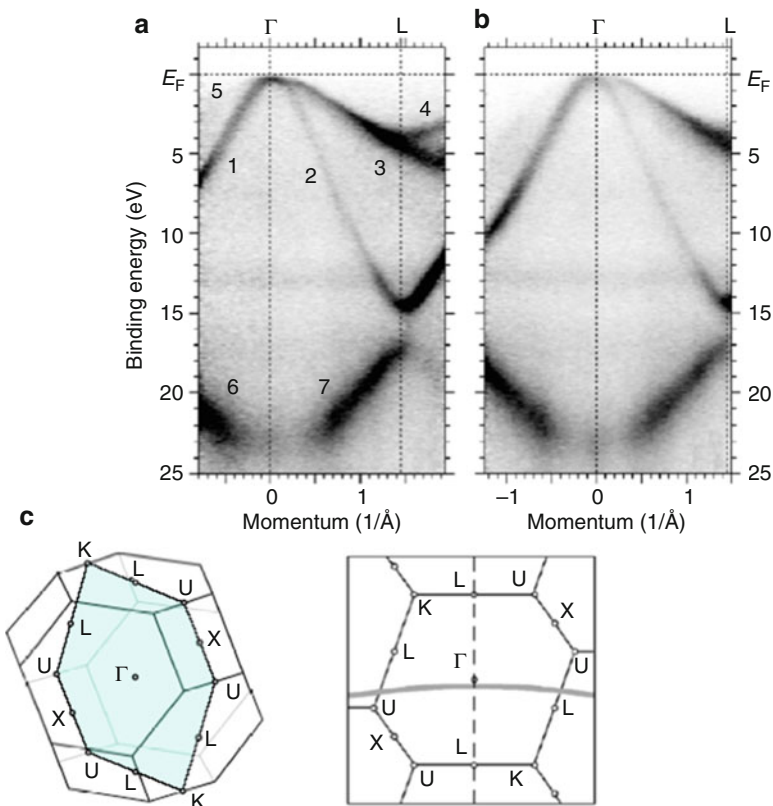 a
b
Γ
L
Γ
L
E_F
5
10
15
20
25
5
4
1
2
3
6
7
E_F
5
10
15
20
25
Binding energy (eV)
0
1
Momentum (1/Å)
−1
0
1
Momentum (1/Å)
c
K
L
U
L
X
U
Γ
U
X
L
U
L
K
L
U
K
X
Γ
L
U
U
L
X
L
U
K